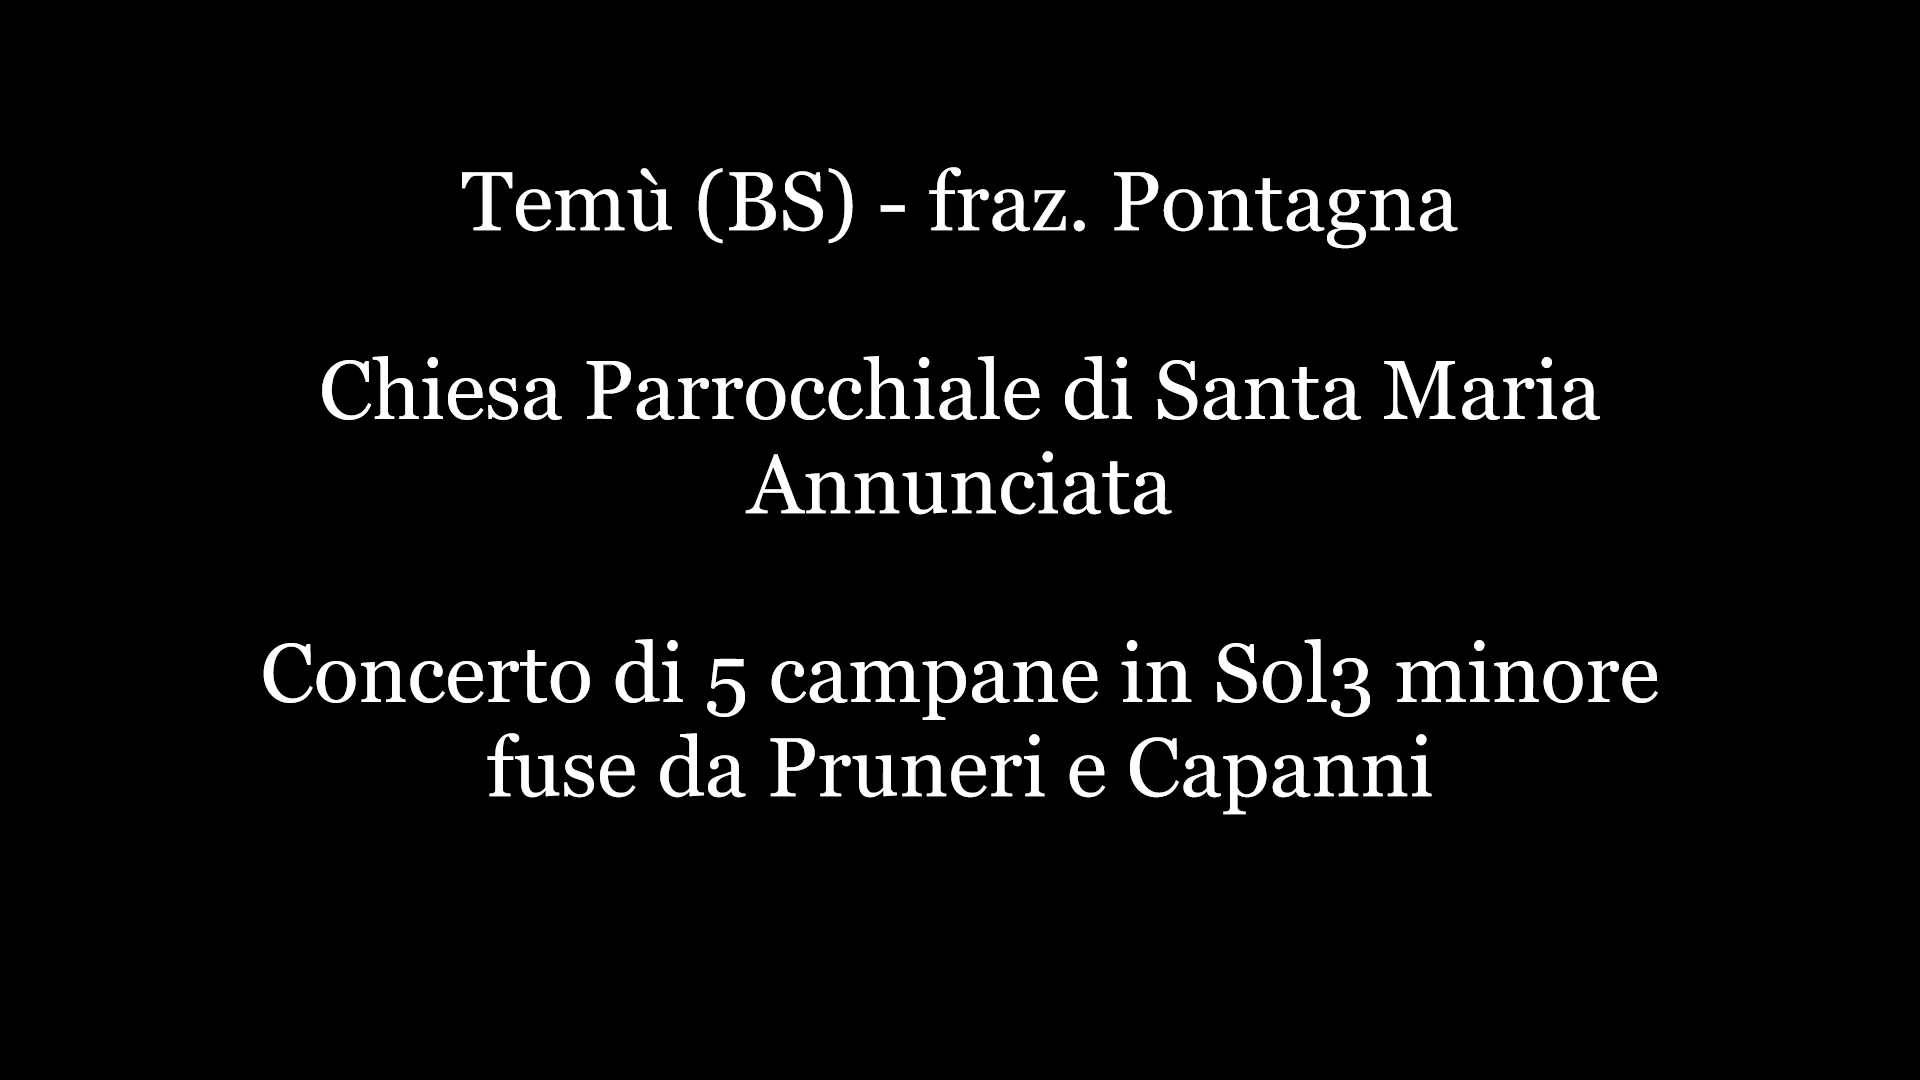 Temù (BS) - fraz. Pontagna
Chiesa Parrocchiale di Santa Maria
Annunciata
Concerto di 5 campane in Sol3 minore
fuse da Pruneri e Capanni